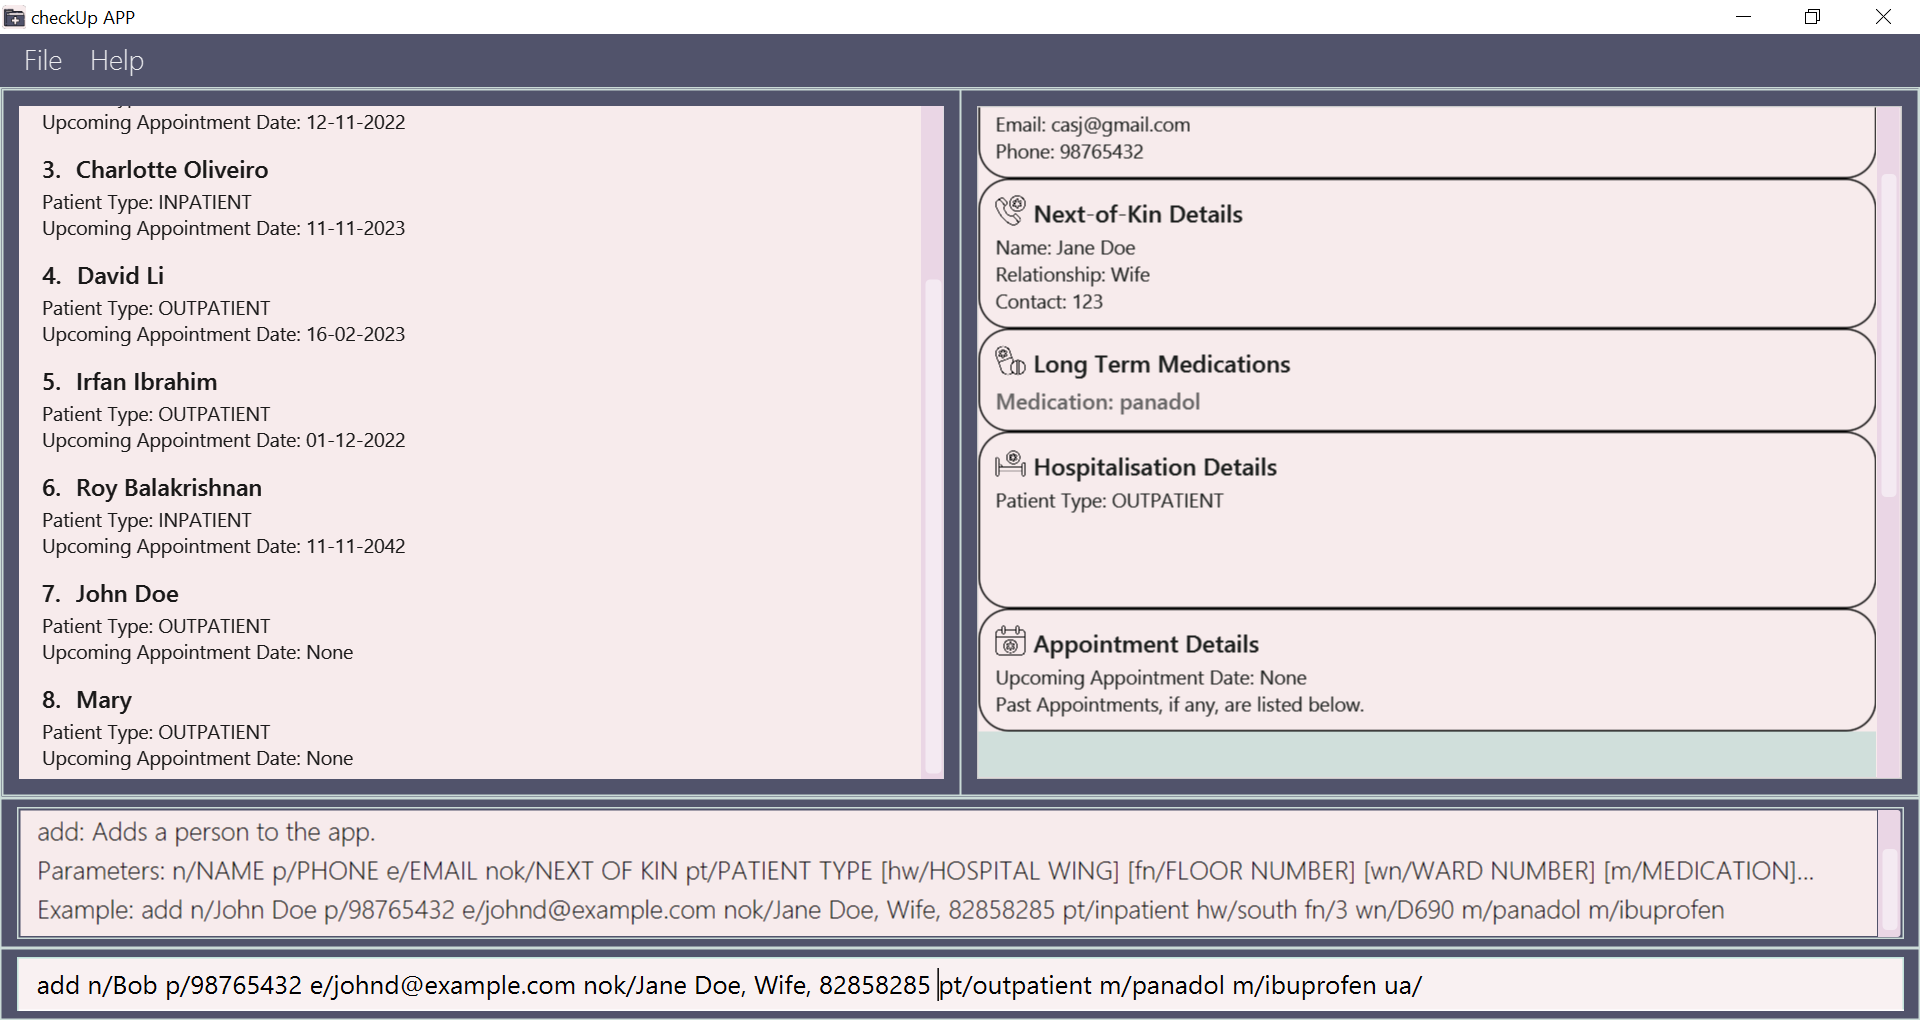 checkUp APP
File Help
Upcoming Appointment Date: 12-11-2022
3. Charlotte Oliveiro
Patient Type: INPATIENT
Upcoming Appointment Date: 11-11-2023
4. David Li
Patient Type: OUTPATIENT
Upcoming Appointment Date: 16-02-2023
5. Irfan Ibrahim
Patient Type: OUTPATIENT
Upcoming Appointment Date: 01-12-2022
6. Roy Balakrishnan
Patient Type: INPATIENT
Upcoming Appointment Date: 11-11-2042
7. John Doe
Patient Type: OUTPATIENT
Upcoming Appointment Date: None
8. Mary
Patient Type: OUTPATIENT
Upcoming Appointment Date: None
Email: casj@gmail.com
Phone: 98765432
Next-of-Kin Details
Name: Jane Doe
Relationship: Wife
Contact: 123
Long Term Medications
Medication: panadol
Hospitalisation Details
Patient Type: OUTPATIENT
Appointment Details
Upcoming Appointment Date: None
Past Appointments, if any, are listed below.
add: Adds a person to the app.
Parameters: n/NAME p/PHONE e/EMAIL nok/NEXT OF KIN pt/PATIENT TYPE [hw/HOSPITAL WING] [fn/FLOOR NUMBER] [wn/WARD NUMBER] [m/MEDICATION]...
Example: add n/John Doe p/98765432 e/johnd@example.com nok/Jane Doe, Wife, 82858285 pt/inpatient hw/south fn/3 wn/D690 m/panadol m/ibuprofen
add n/Bob p/98765432 e/johnd@example.com nok/Jane Doe, Wife, 82858285 pt/outpatient m/panadol m/ibuprofen ua/